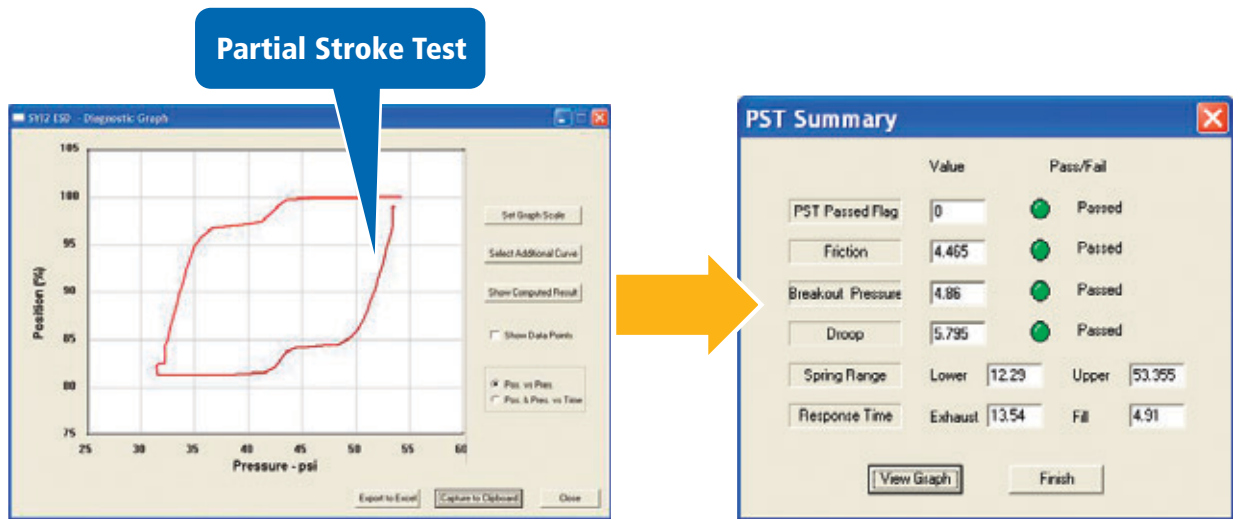 Partial Stroke Test
SVI2 ESD - Diagnostic Graph
105
100
95
90
85
80
75
Position (%)
25 30 35 40 45 50 55 60
Pressure - psi
Set Graph Scale
Select Additional Curve
Show Computed Result
Show Data Points
Pos. vs Pres.
Pos. & Pres. vs Time
Export to Excel Capture to Clipboard Close
PST Summary
Value Pass/Fail
PST Passed Flag 0 Passed
Friction 4.465 Passed
Breakout Pressure 4.86 Passed
Droop 5.795 Passed
Spring Range Lower 12.29 Upper 53.355
Response Time Exhaust 13.54 Fill 4.91
View Graph Finish